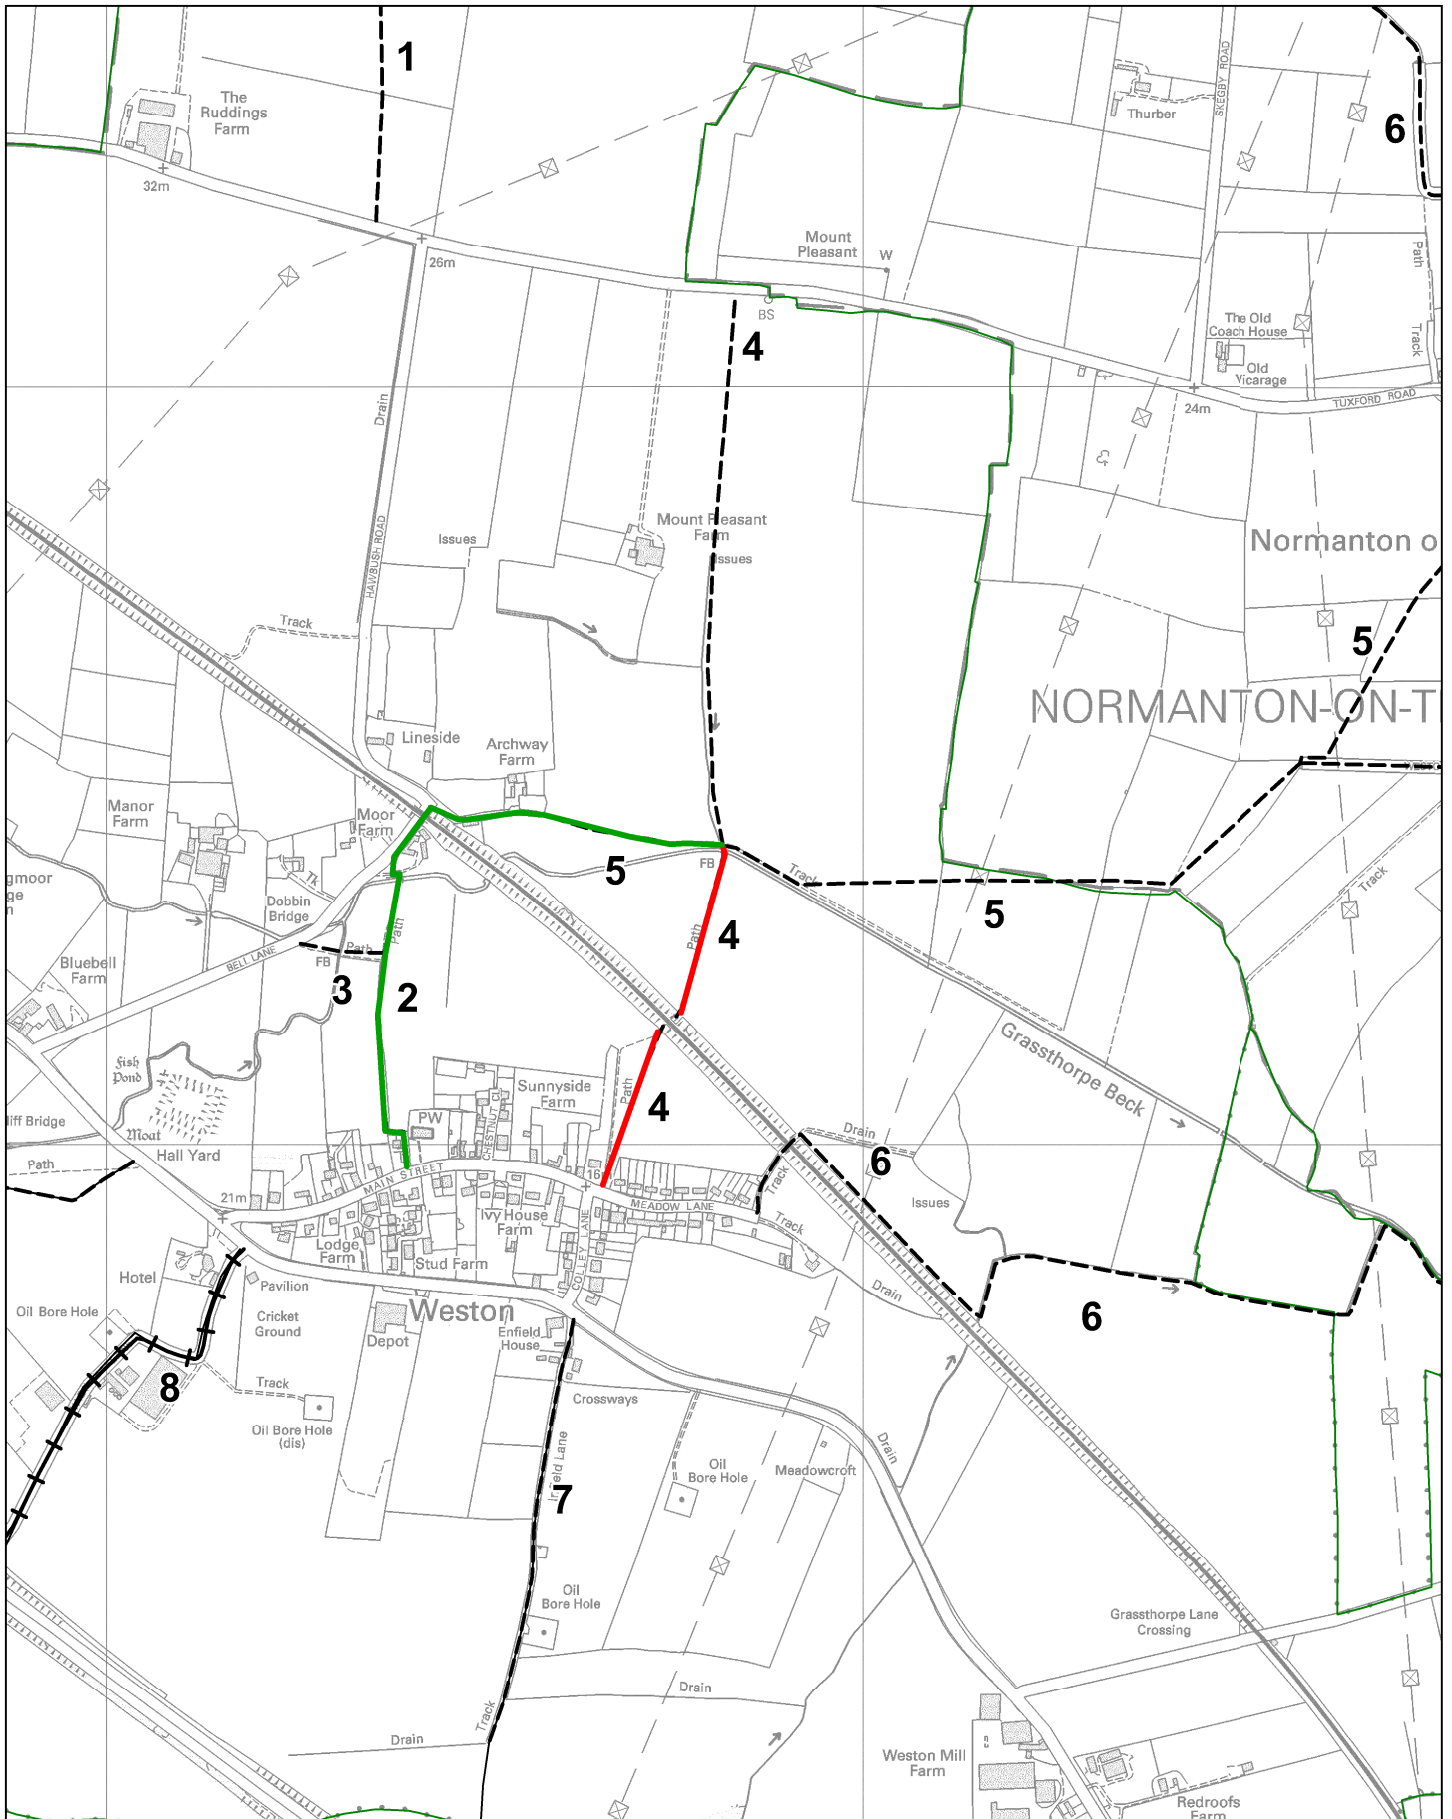 1
The
Ruddings
Farm
32m
26m
Thurber
SKEGBY ROAD
6
Mount
Pleasant
W
BS
4
Path
The Old
Coach House
Old
Vicarage
Track
TUXFORD ROAD
24m
Drain
HAWBUSH ROAD
Issues
Mount Pleasant
Farm
Issues
Normanton o
Track
5
NORMANTON-ON-T
Lineside
Archway
Farm
Manor
Farm
Moor
Farm
gmoor
ge
n
Tk
Dobbin
Bridge
5
FB
Track
5
Track
Path
4
Path
Path
FB
BELL LANE
Bluebell
Farm
3
2
Grassthorpe Beck
Fish
Pond
Sunnyside
Farm
Path
4
PW
CHESTNUT CL
liff Bridge
Moat
Hall Yard
Path
Drain
6
MAIN STREET
16m
21m
Track
MEADOW LANE
Issues
Ivy House
Farm
COLLEY LANE
Track
Lodge
Farm
Stud Farm
Hotel
Pavilion
Drain
Oil Bore Hole
Cricket
Ground
Weston
6
Depot
Enfield
House
8
Track
Crossways
Oil Bore Hole
(dis)
Drain
Oil
Bore Hole
Meadowcroft
7
Oil
Bore Hole
Grassthorpe Lane
Crossing
Drain
Track
Drain
Weston Mill
Farm
Redroofs
Farm